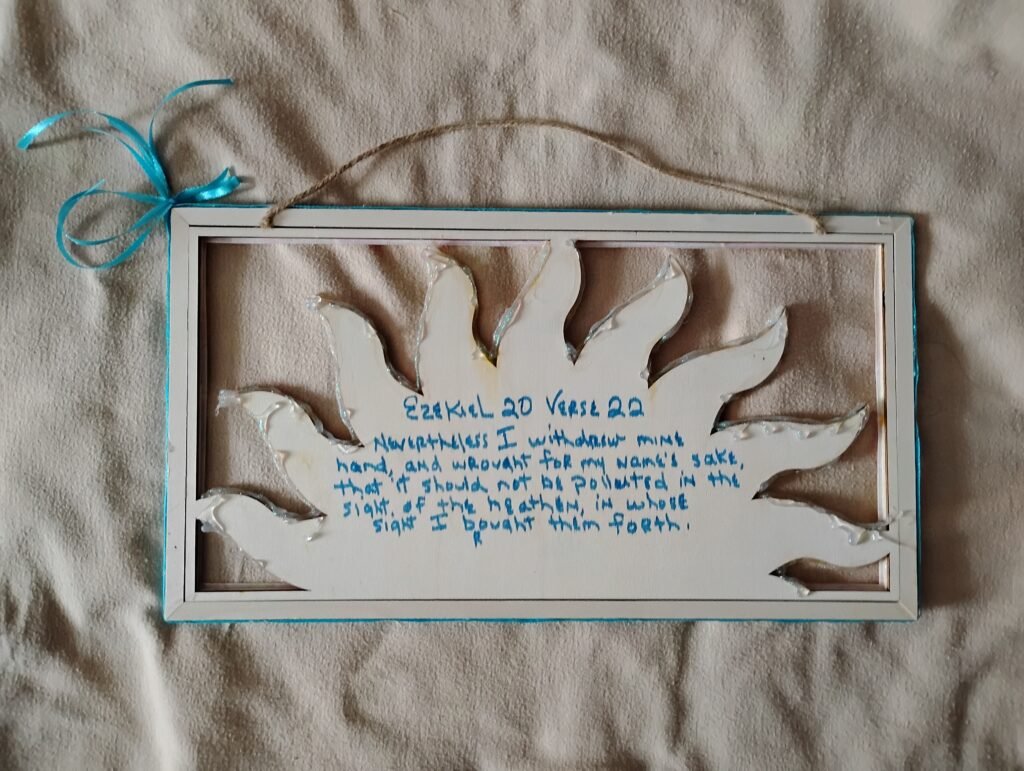 Ezekiel 20 Verse 22
Nevertheless I withdrew mine
hand, and wrought for my name's sake,
that it should not be polluted in the
sight of the heathen, in whose
sight I bought them forth.
R